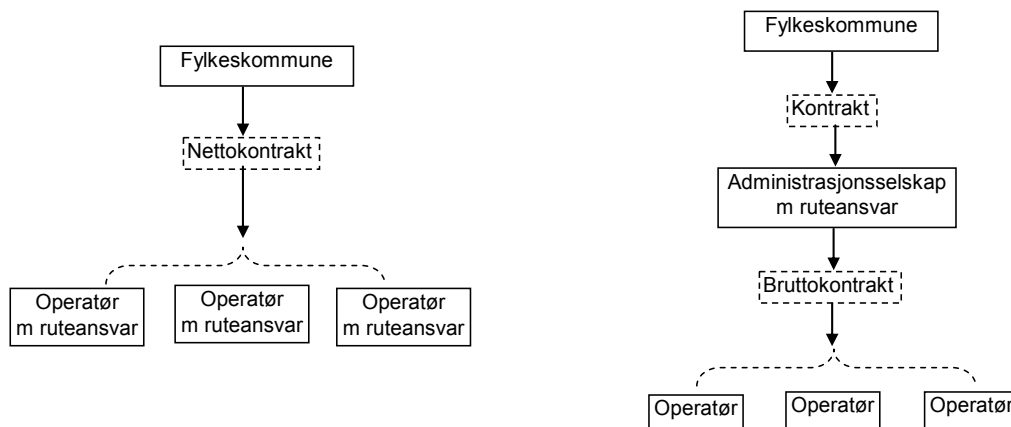 Fylkeskommune
Nettokontrakt
Operatør
m ruteansvar
Operatør
m ruteansvar
Operatør
m ruteansvar
Fylkeskommune
Kontrakt
Administrasjonsselskap
m ruteansvar
Bruttokontrakt
Operatør
Operatør
Operatør